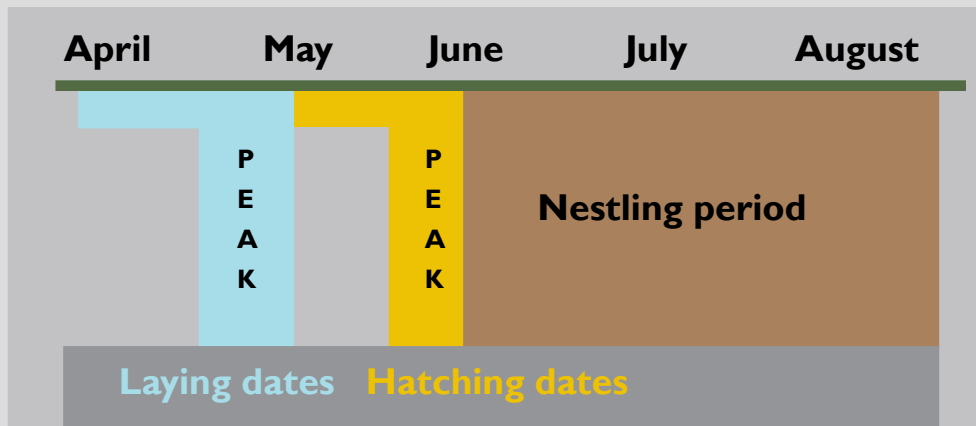 April May June July August
P P
E E
A A
K K
Nestling period
Laying dates Hatching dates